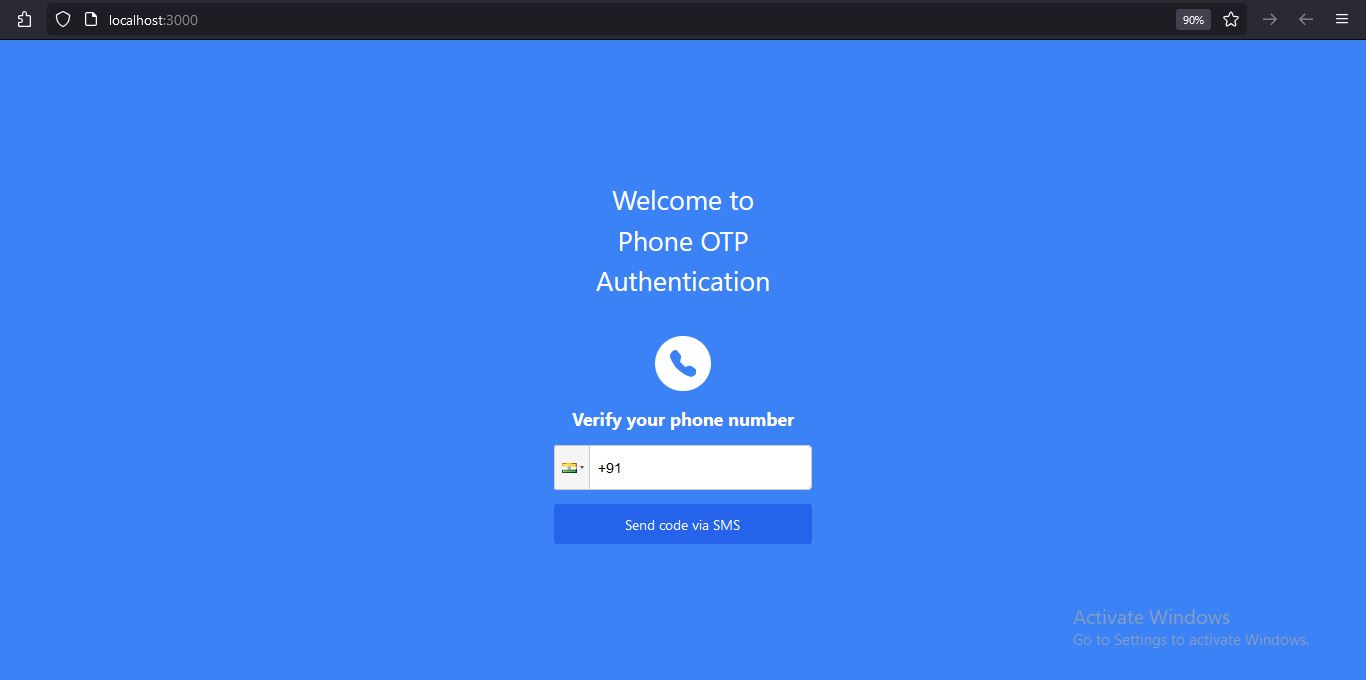 localhost:3000
90%
Welcome to
Phone OTP
Authentication
Verify your phone number
+91
Send code via SMS
Activate Windows
Go to Settings to activate Windows.